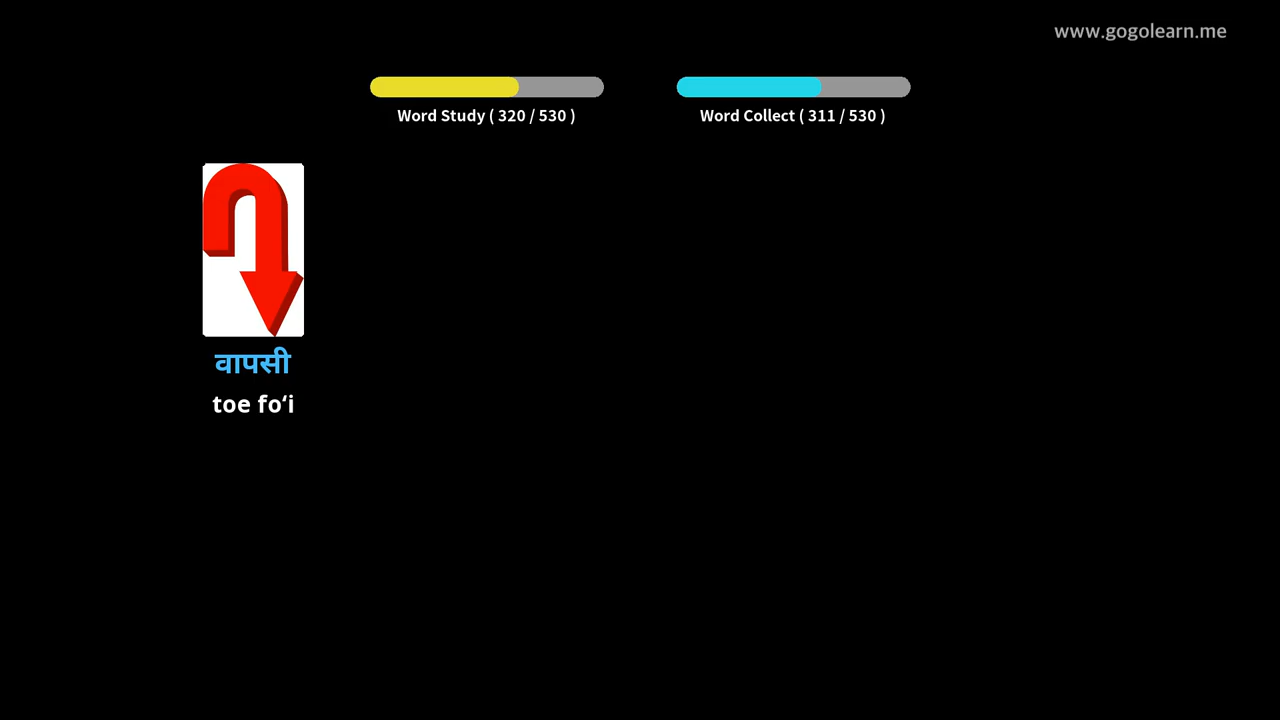 www.gogolearn.me
Word Study ( 320 / 530 )
Word Collect ( 311 / 530 )
वापसी
toe foʻi